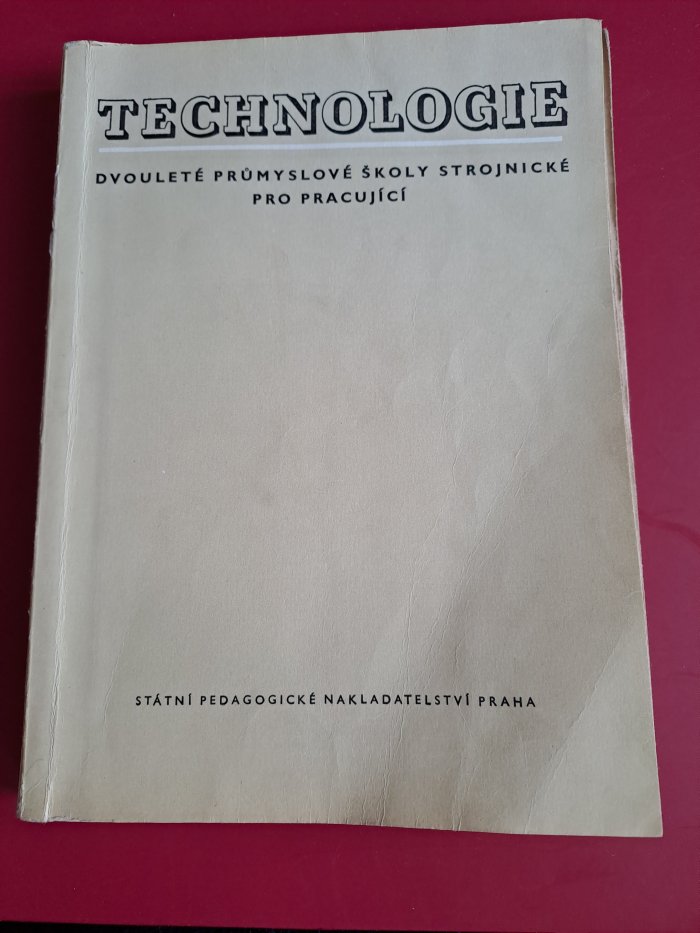 TECHNOLOGIE
DVOULETÉ PRŮMYSLOVÉ ŠKOLY STROJNICKÉ
PRO PRACUJÍCÍ
STÁTNÍ PEDAGOGICKÉ NAKLADATELSTVÍ PRAHA